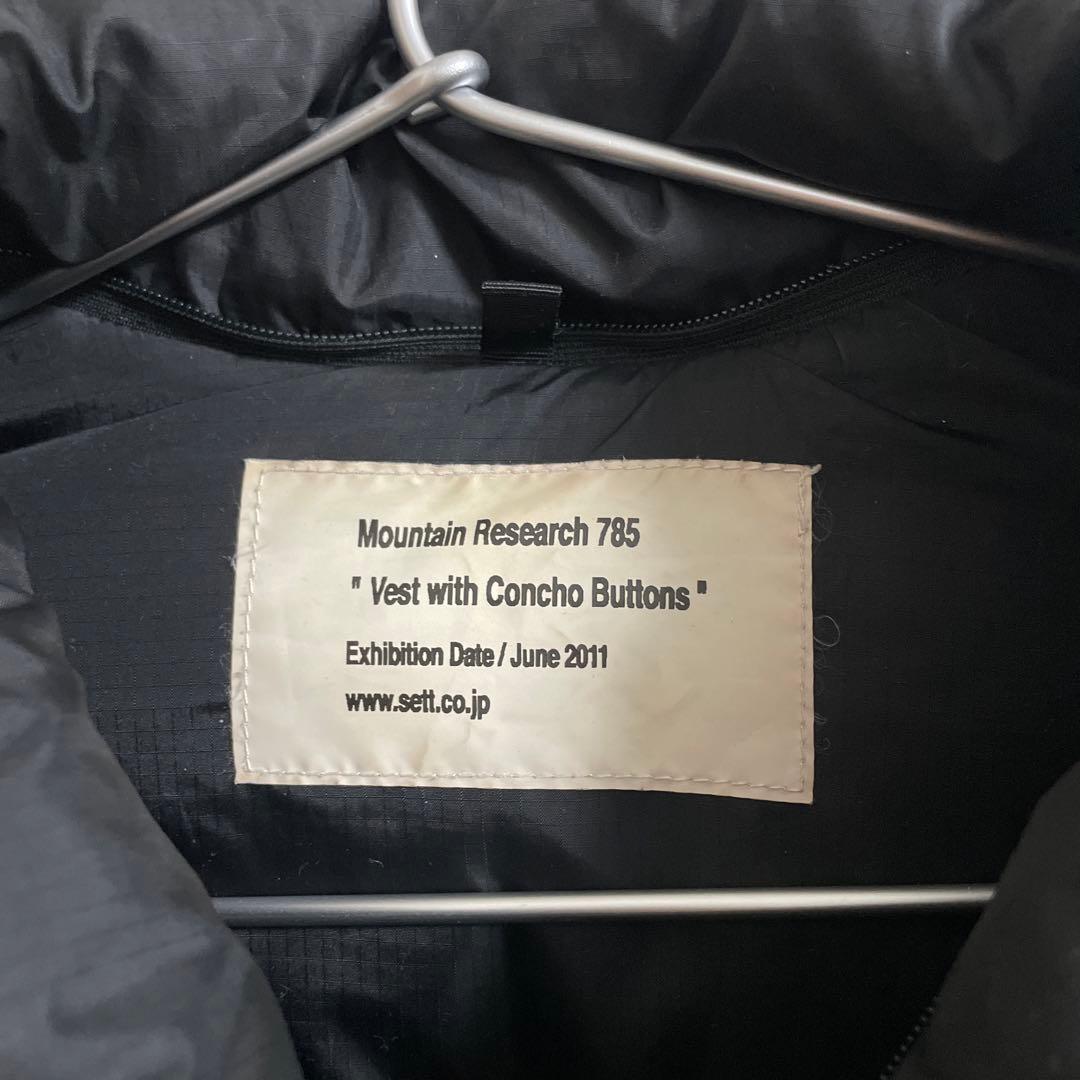 Mountain Research 785
" Vest with Concho Buttons "
Exhibition Date / June 2011
www.sett.co.jp